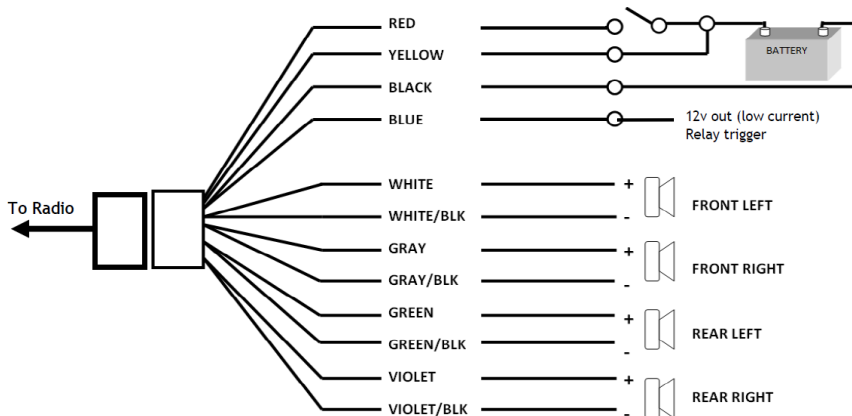 RED
YELLOW
BATTERY
BLACK
BLUE
12v out (low current)
Relay trigger
To Radio
WHITE
+
FRONT LEFT
WHITE/BLK
-
GRAY
+
FRONT RIGHT
GRAY/BLK
-
GREEN
+
REAR LEFT
GREEN/BLK
-
VIOLET
+
REAR RIGHT
VIOLET/BLK
-